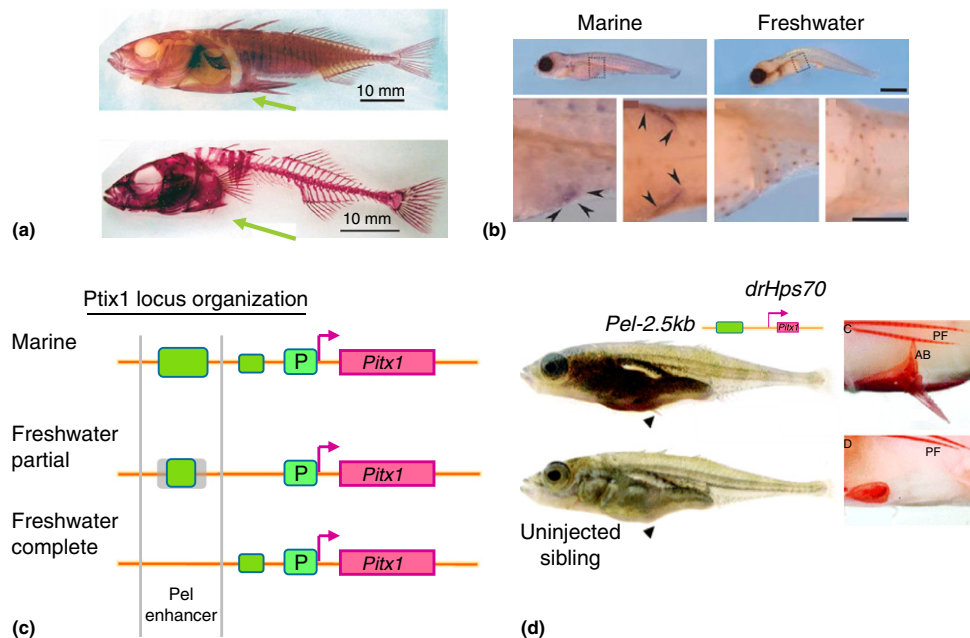 10 mm
10 mm
(a)
Marine Freshwater
(b)
Ptix1 locus organization
Marine
P Pitx1
Freshwater
partial
P Pitx1
Freshwater
complete
P Pitx1
Pel
enhancer
(c)
drHps70
Pel-2.5kb Pitx1
C
PF
AB
D
PF
Uninjected
sibling
(d)